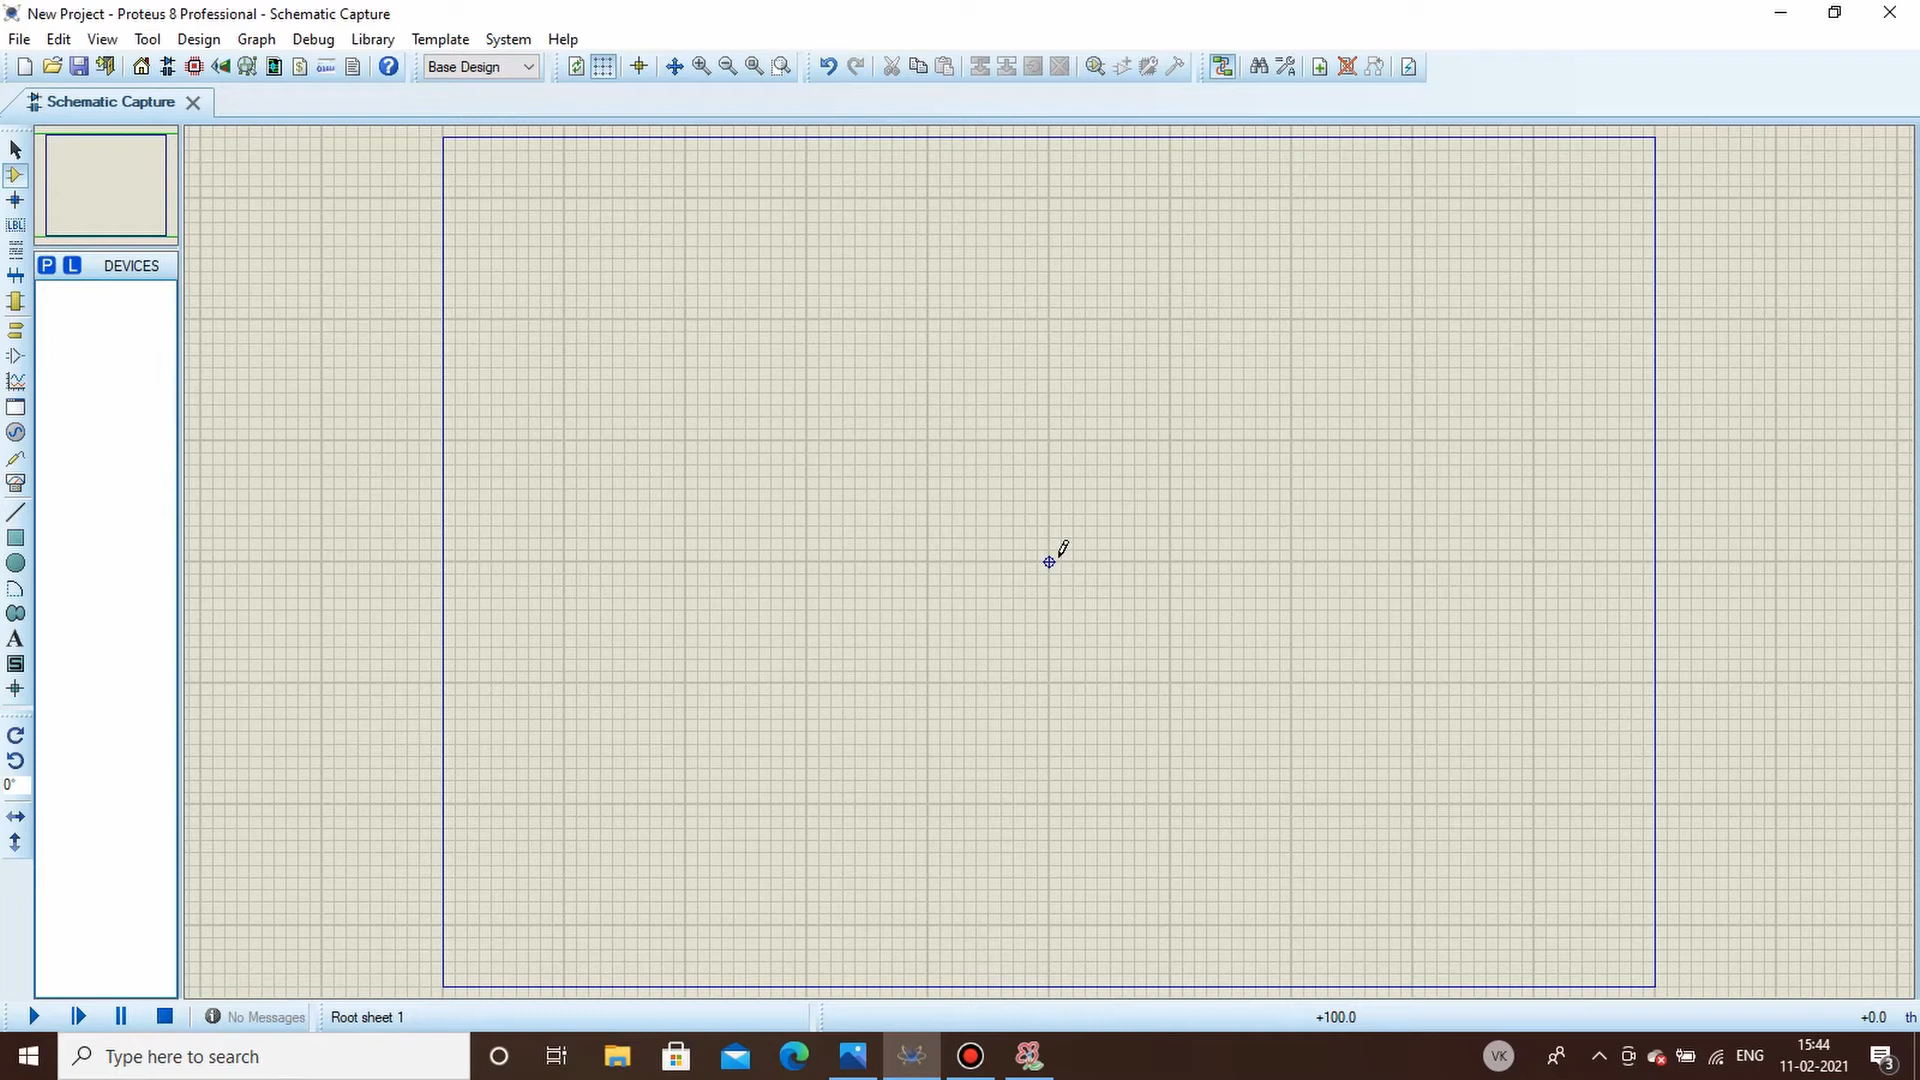 New Project - Proteus 8 Professional - Schematic Capture
File Edit View Tool Design Graph Debug Library Template System Help
Base Design
Schematic Capture
LBL
P L DEVICES
A
S
0°
No Messages Root sheet 1 +100.0 +0.0 th
Type here to search
VK ENG 15:44
11-02-2021
3